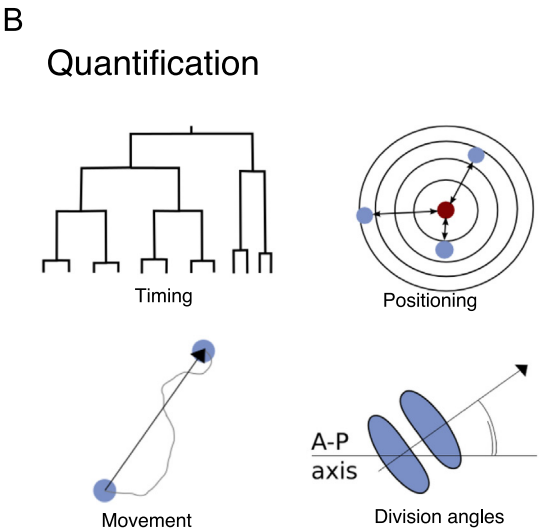 B
Quantification
Timing
Positioning
A-P
axis
Movement
Division angles